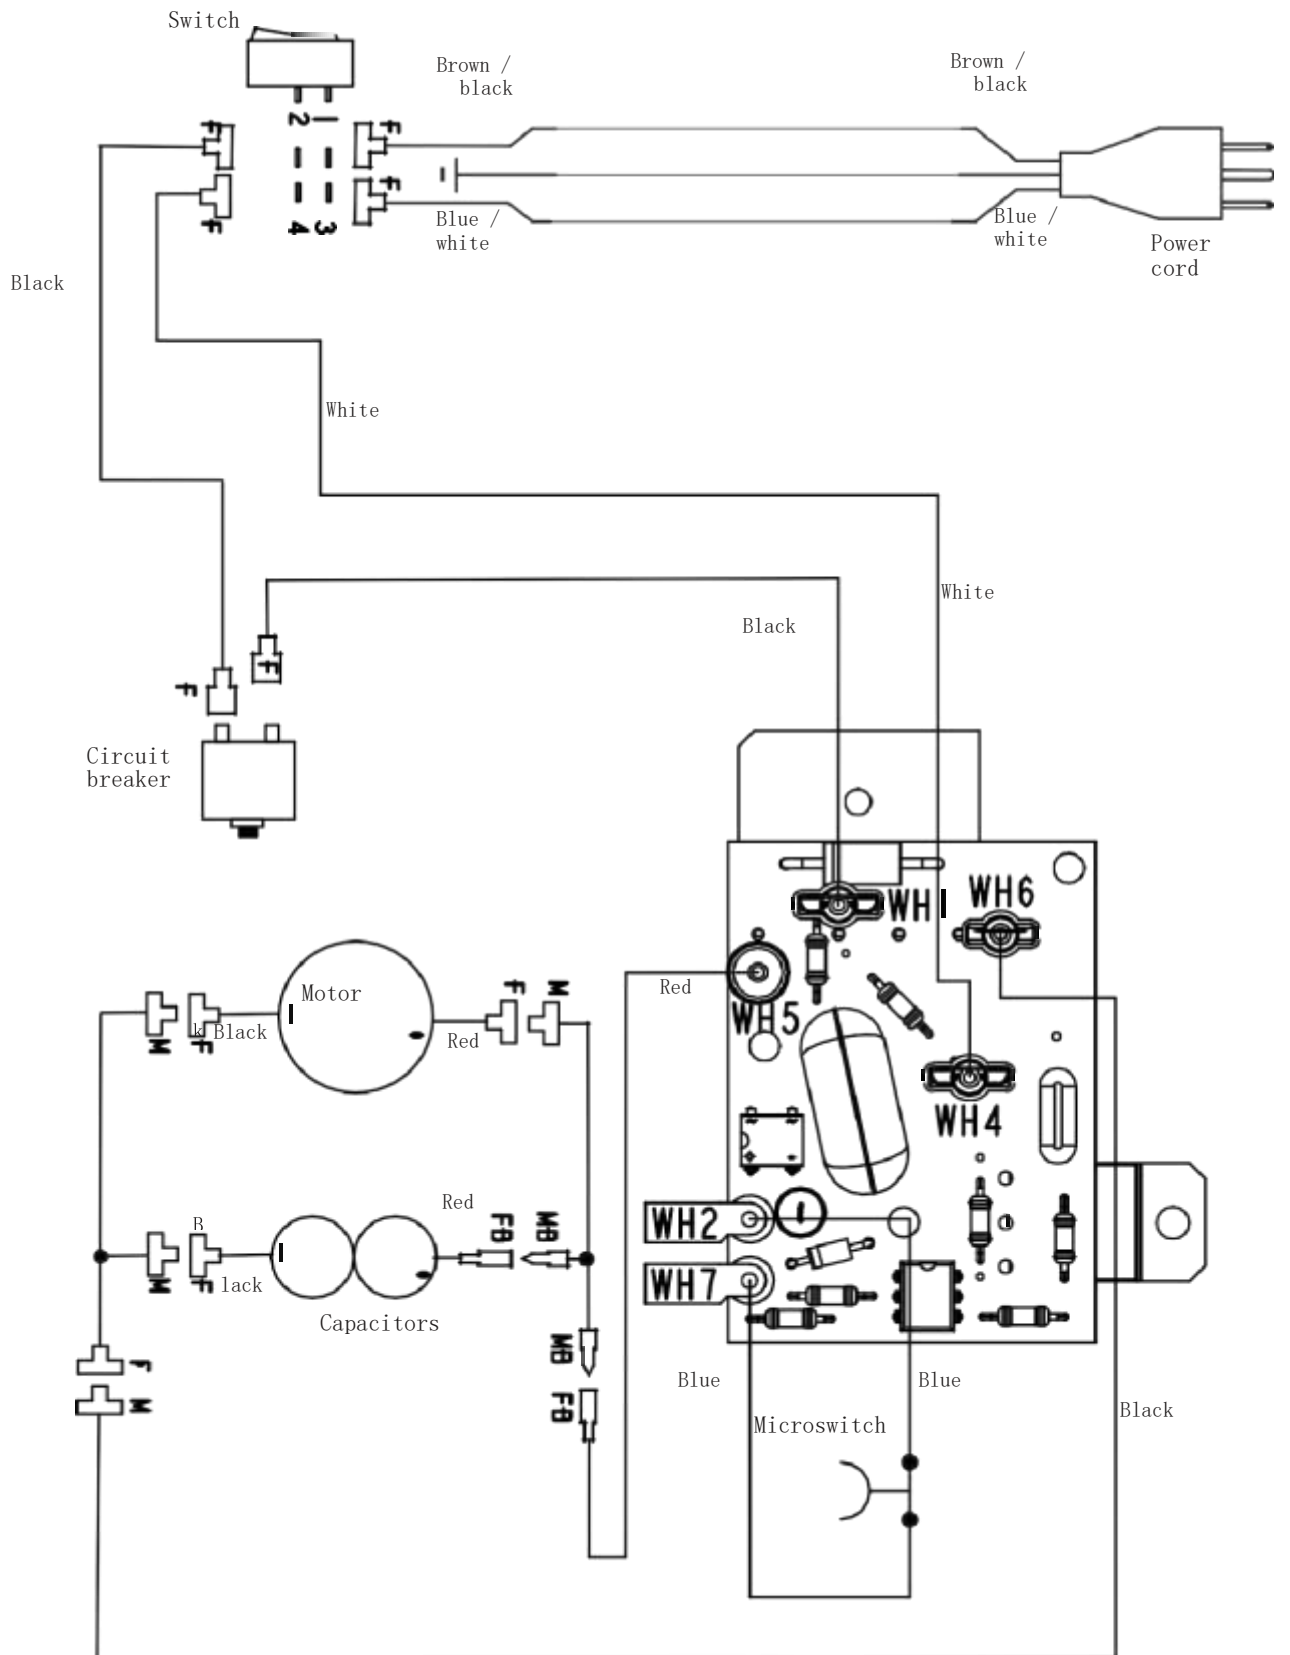 Switch
Brown /
black
Brown /
black
F
2 1
F
F
F
4 3
Blue /
white
Blue /
white
Power
cord
Black
White
White
Black
F
F
Circuit
breaker
WH1
WH6
Red
WH5
Motor
F
M
k Black
Red
M
F
WH4
B
Red
FB
MB
WH2
1
WH7
M
F
lack
Capacitors
MB
F
M
FB
Blue
Blue
Black
Microswitch